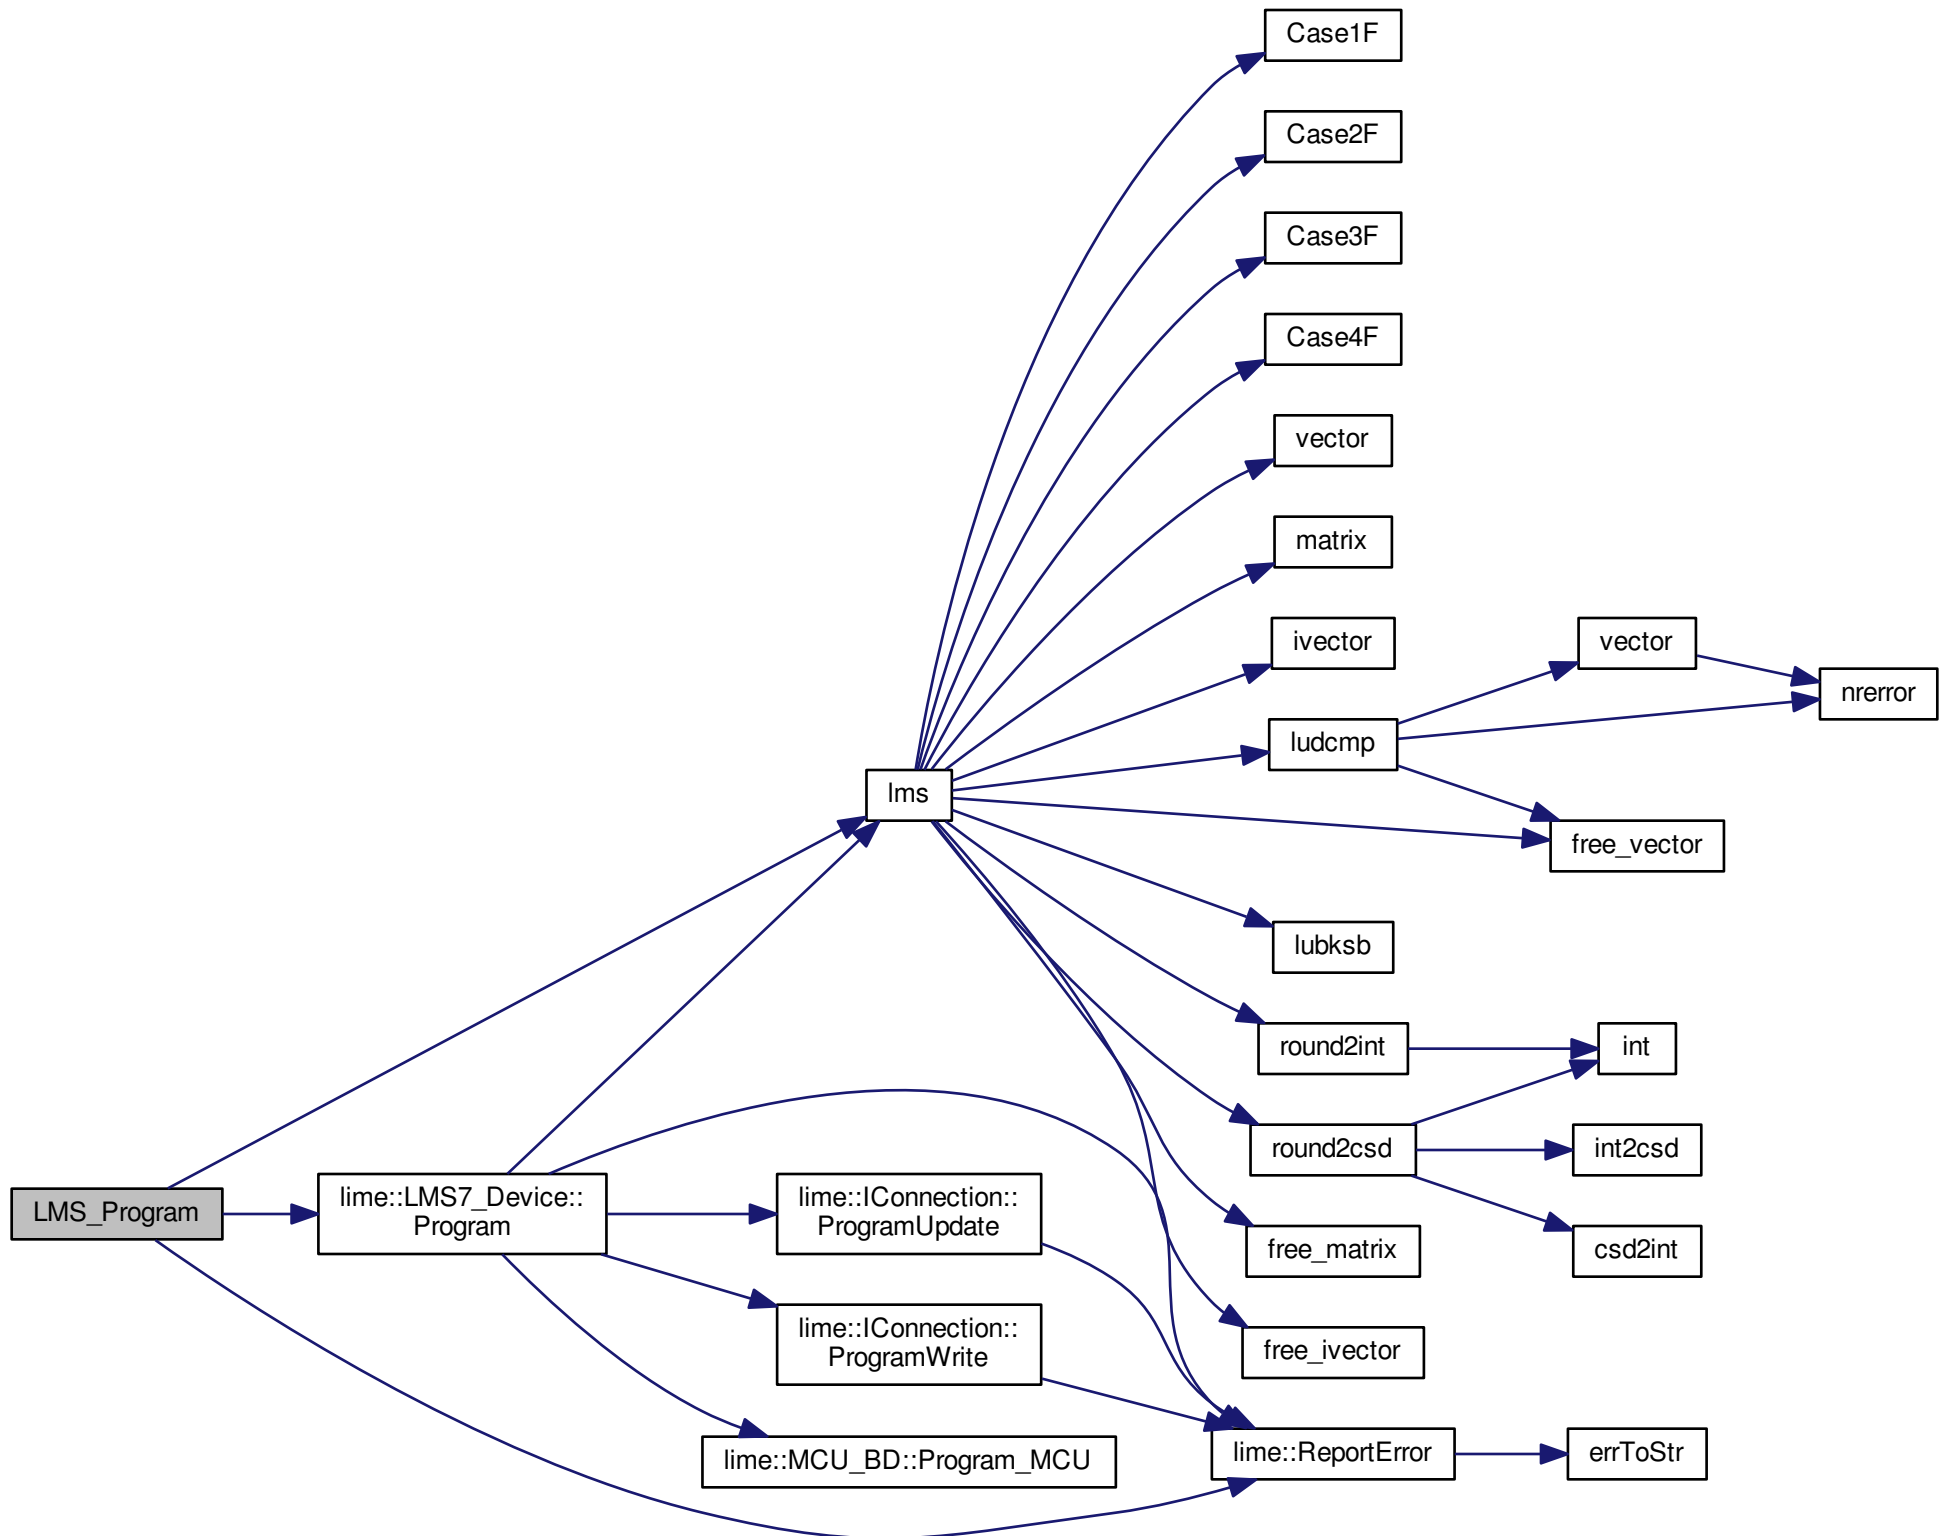 Case1F
Case2F
Case3F
Case4F
vector
matrix
ivector
vector
nrerror
ludcmp
lms
free_vector
lubksb
round2int
int
round2csd
int2csd
LMS_Program
lime::LMS7_Device::
Program
lime::IConnection::
ProgramUpdate
free_matrix
csd2int
lime::IConnection::
ProgramWrite
free_ivector
lime::MCU_BD::Program_MCU
lime::ReportError
errToStr